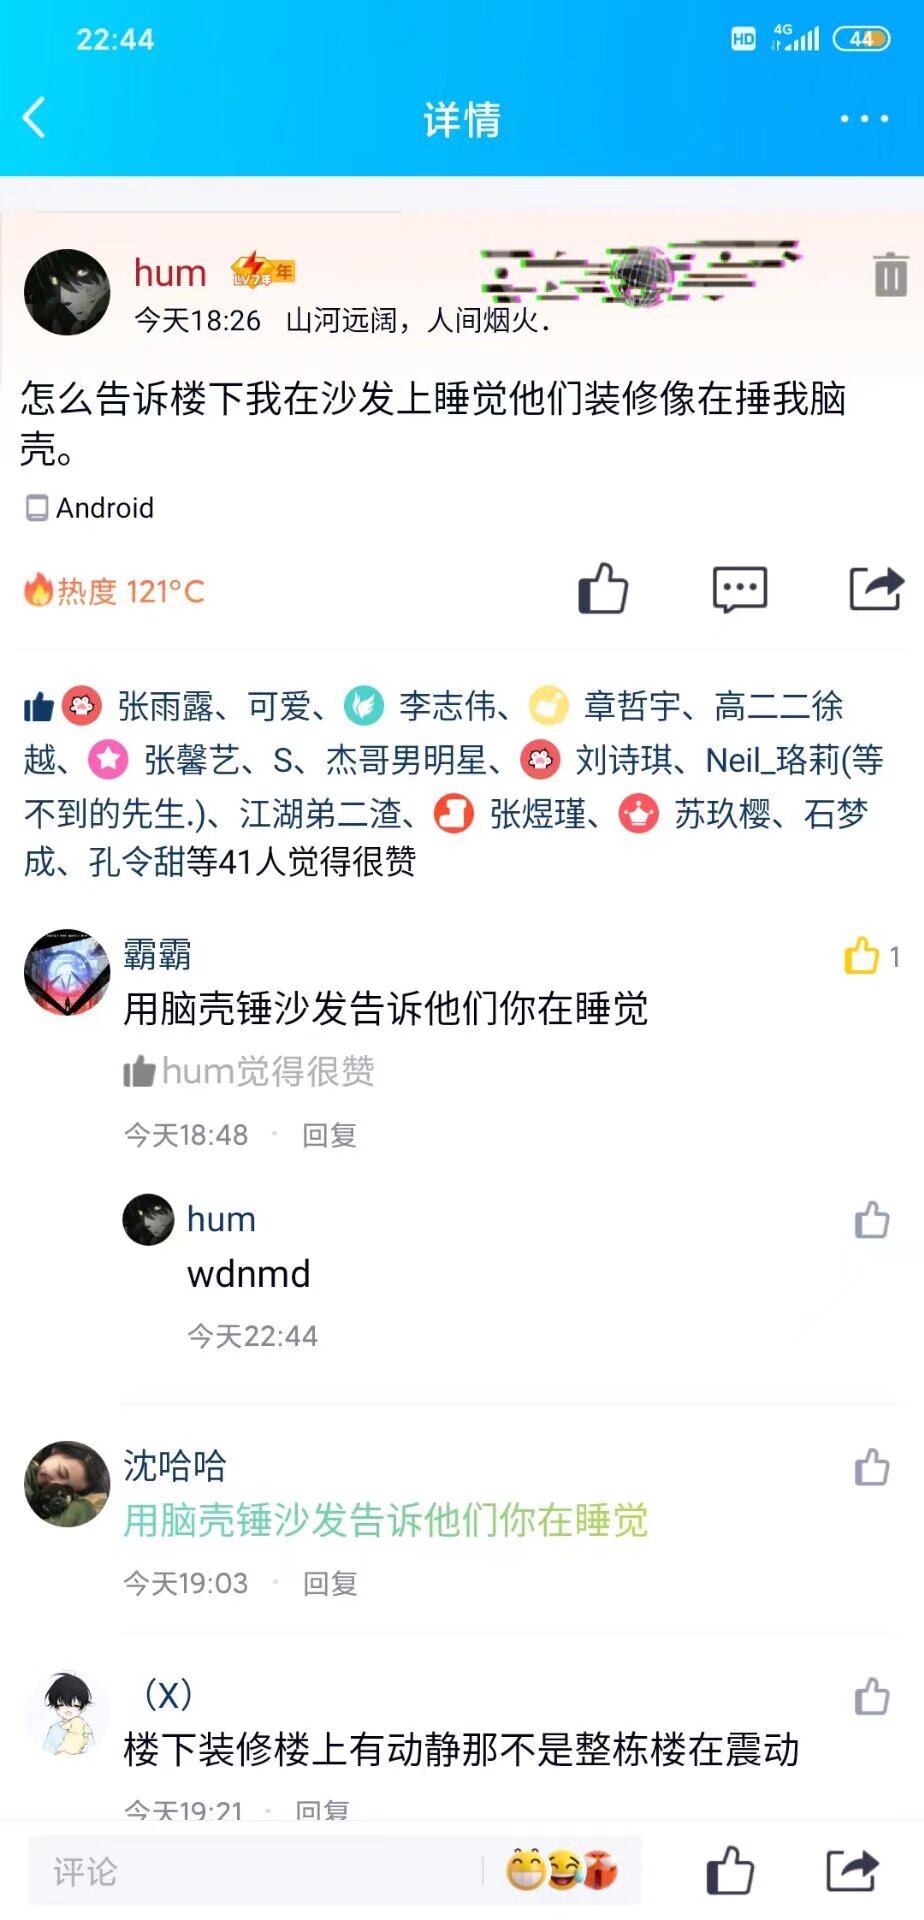 22:44
HD 4G 44
详情
hum LV7年 年
今天18:26 山河远阔，人间烟火.
怎么告诉楼下我在沙发上睡觉他们装修像在捶我脑
壳。
Android
热度 121°C
张雨露、可爱、李志伟、章哲宇、高二二徐
越、张馨艺、S、杰哥男明星、刘诗琪、Neil_珞莉(等
不到的先生.)、江湖弟二渣、张煜瑾、苏玖樱、石梦
成、孔令甜等41人觉得很赞
霸霸 1
用脑壳锤沙发告诉他们你在睡觉
hum觉得很赞
今天18:48 · 回复
hum
wdnmd
今天22:44
沈哈哈
用脑壳锤沙发告诉他们你在睡觉
今天19:03 · 回复
（X）
楼下装修楼上有动静那不是整栋楼在震动
今天19:21 · 回复
评论